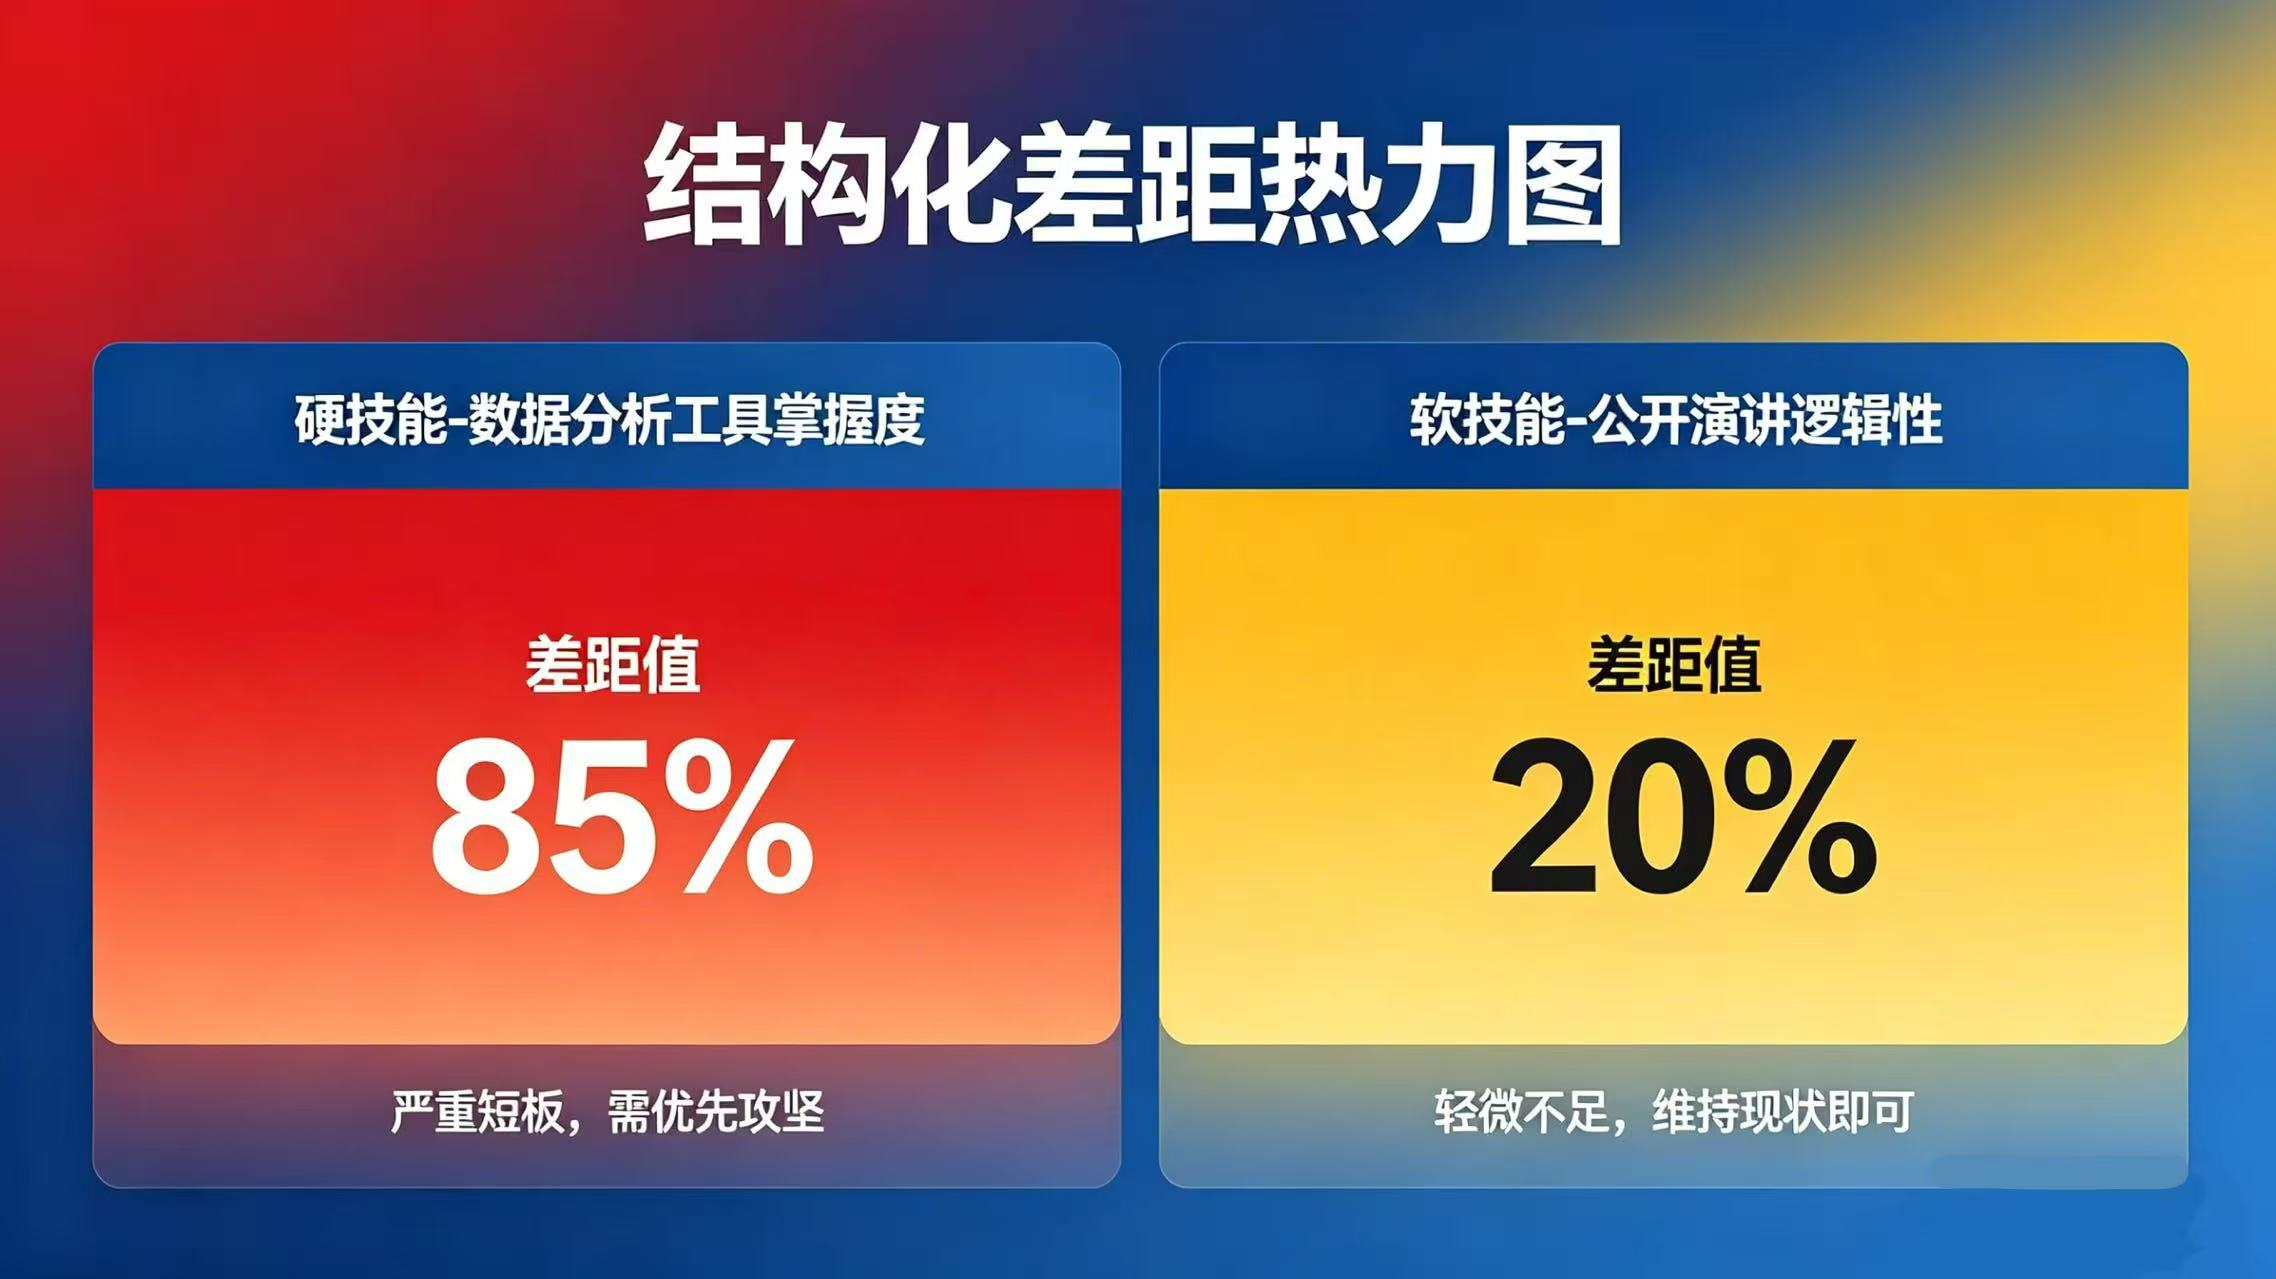 结构化差距热力图
硬技能-数据分析工具掌握度
差距值
85%
严重短板，需优先攻坚
软技能-公开演讲逻辑性
差距值
20%
轻微不足，维持现状即可